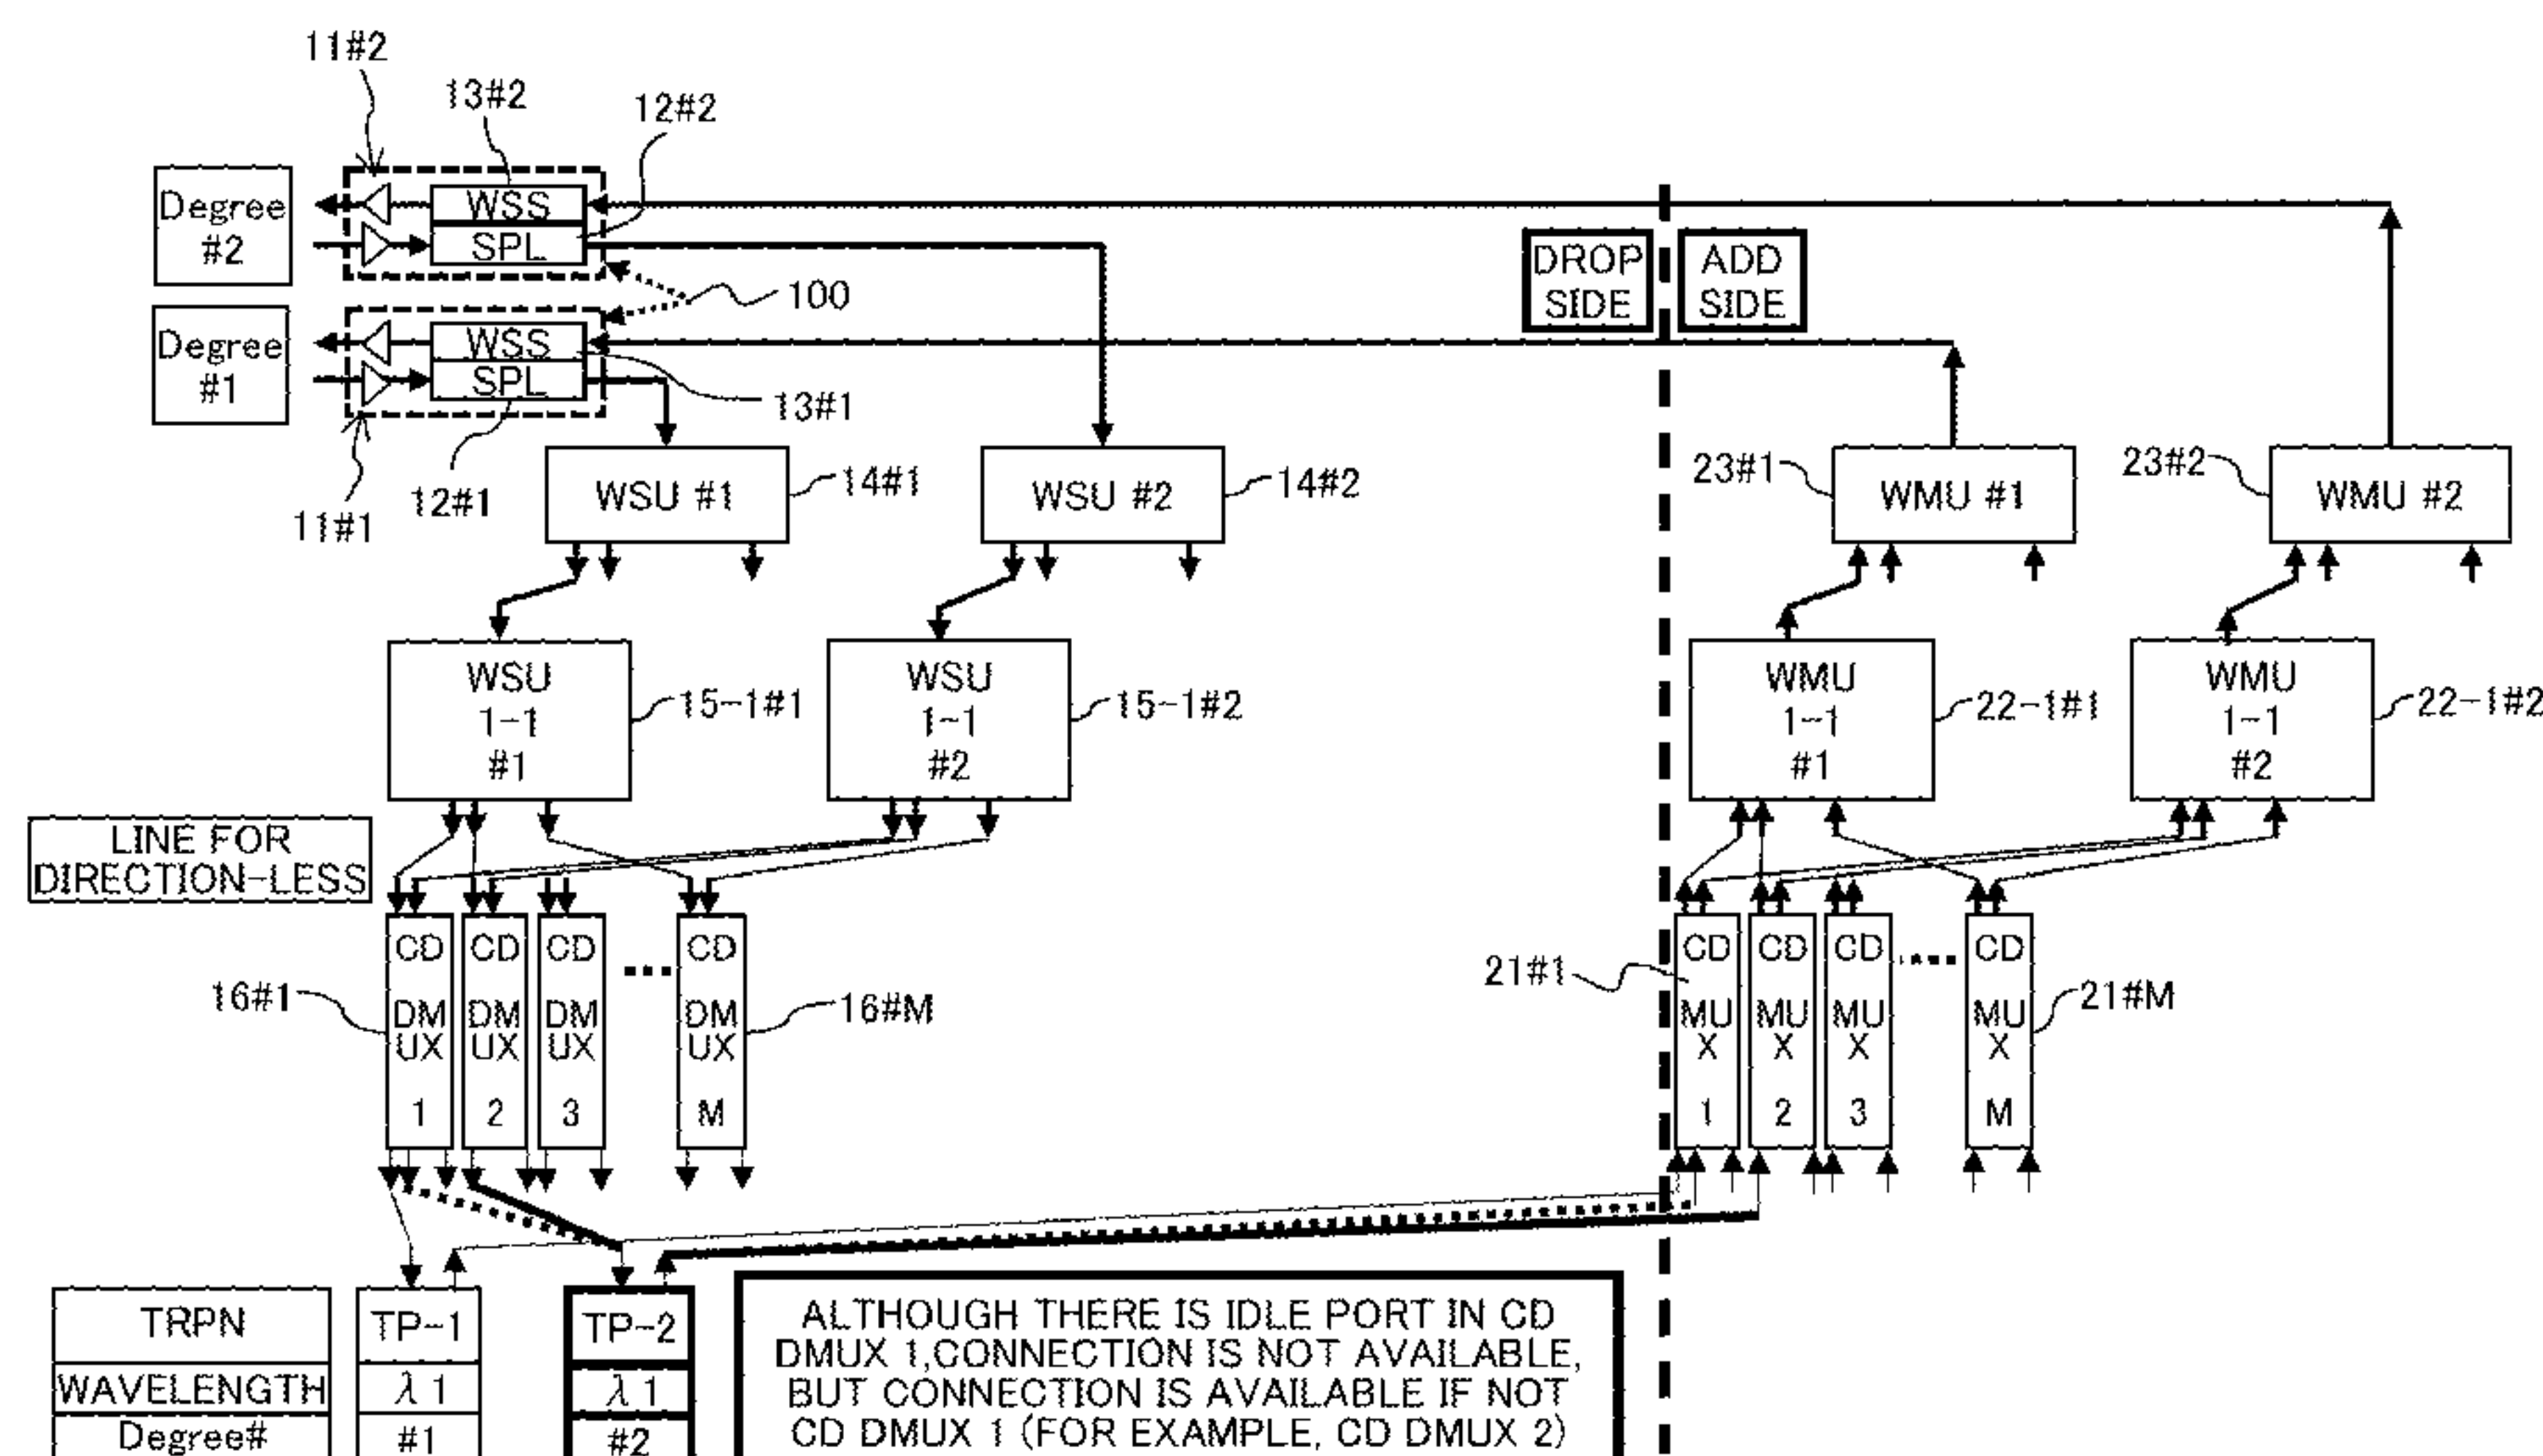 11#2
13#2
12#2
Degree
#2
WSS
SPL
DROP
SIDE
ADD
SIDE
100
Degree
#1
WSS
SPL
13#1
12#1
11#1
WSU #1
14#1
WSU #2
14#2
23#1
WMU #1
23#2
WMU #2
WSU
1-1
#1
15-1#1
WSU
1-1
#2
15-1#2
WMU
1-1
#1
22-1#1
WMU
1-1
#2
22-1#2
LINE FOR
DIRECTION-LESS
16#1
CD
DM
UX
1
CD
DM
UX
2
CD
DM
UX
3
CD
DM
UX
M
16#M
21#1
CD
MU
X
1
CD
MU
X
2
CD
MU
X
3
CD
MU
X
M
21#M
TRPN
TP-1
TP-2
WAVELENGTH
λ1
λ1
Degree#
#1
#2
ALTHOUGH THERE IS IDLE PORT IN CD
DMUX 1,CONNECTION IS NOT AVAILABLE,
BUT CONNECTION IS AVAILABLE IF NOT
CD DMUX 1 (FOR EXAMPLE, CD DMUX 2)